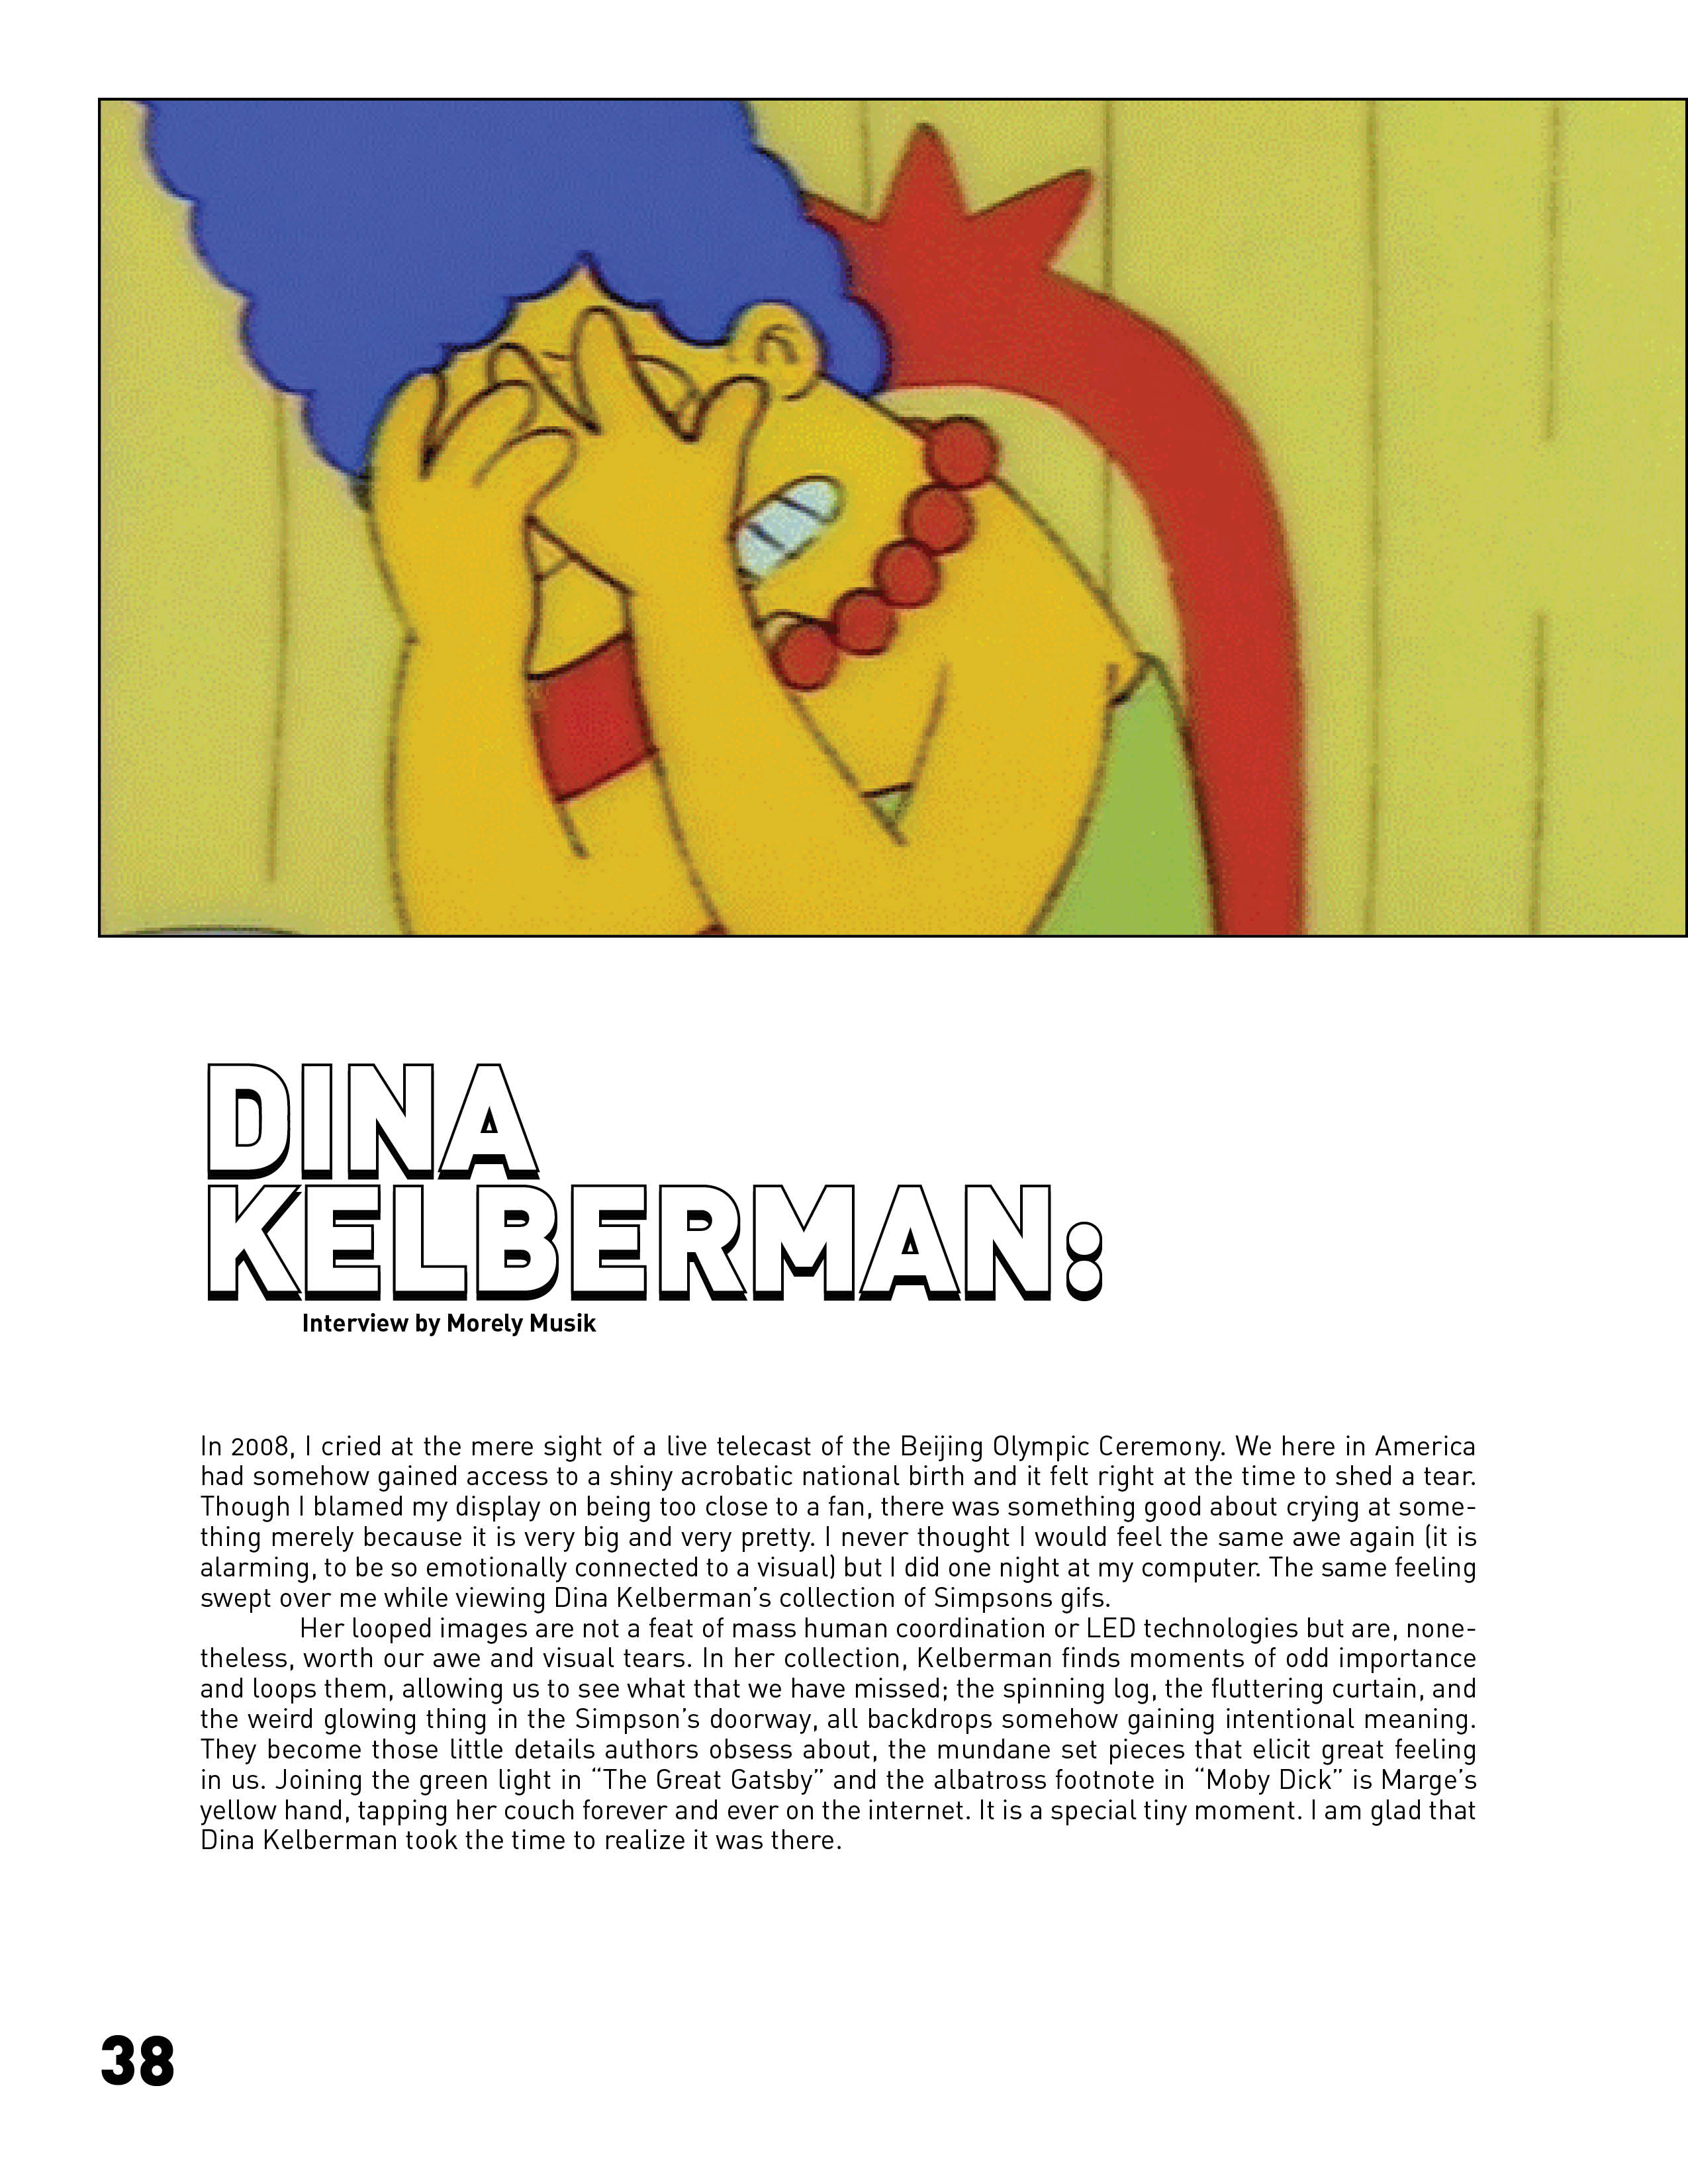 DINA
KELBERMAN:
Interview by Morely Musik
In 2008, I cried at the mere sight of a live telecast of the Beijing Olympic Ceremony. We here in America
had somehow gained access to a shiny acrobatic national birth and it felt right at the time to shed a tear.
Though I blamed my display on being too close to a fan, there was something good about crying at some-
thing merely because it is very big and very pretty. I never thought I would feel the same awe again (it is
alarming, to be so emotionally connected to a visual) but I did one night at my computer. The same feeling
swept over me while viewing Dina Kelberman’s collection of Simpsons gifs.
Her looped images are not a feat of mass human coordination or LED technologies but are, none-
theless, worth our awe and visual tears. In her collection, Kelberman finds moments of odd importance
and loops them, allowing us to see what that we have missed; the spinning log, the fluttering curtain, and
the weird glowing thing in the Simpson’s doorway, all backdrops somehow gaining intentional meaning.
They become those little details authors obsess about, the mundane set pieces that elicit great feeling
in us. Joining the green light in “The Great Gatsby” and the albatross footnote in “Moby Dick” is Marge’s
yellow hand, tapping her couch forever and ever on the internet. It is a special tiny moment. I am glad that
Dina Kelberman took the time to realize it was there.
38